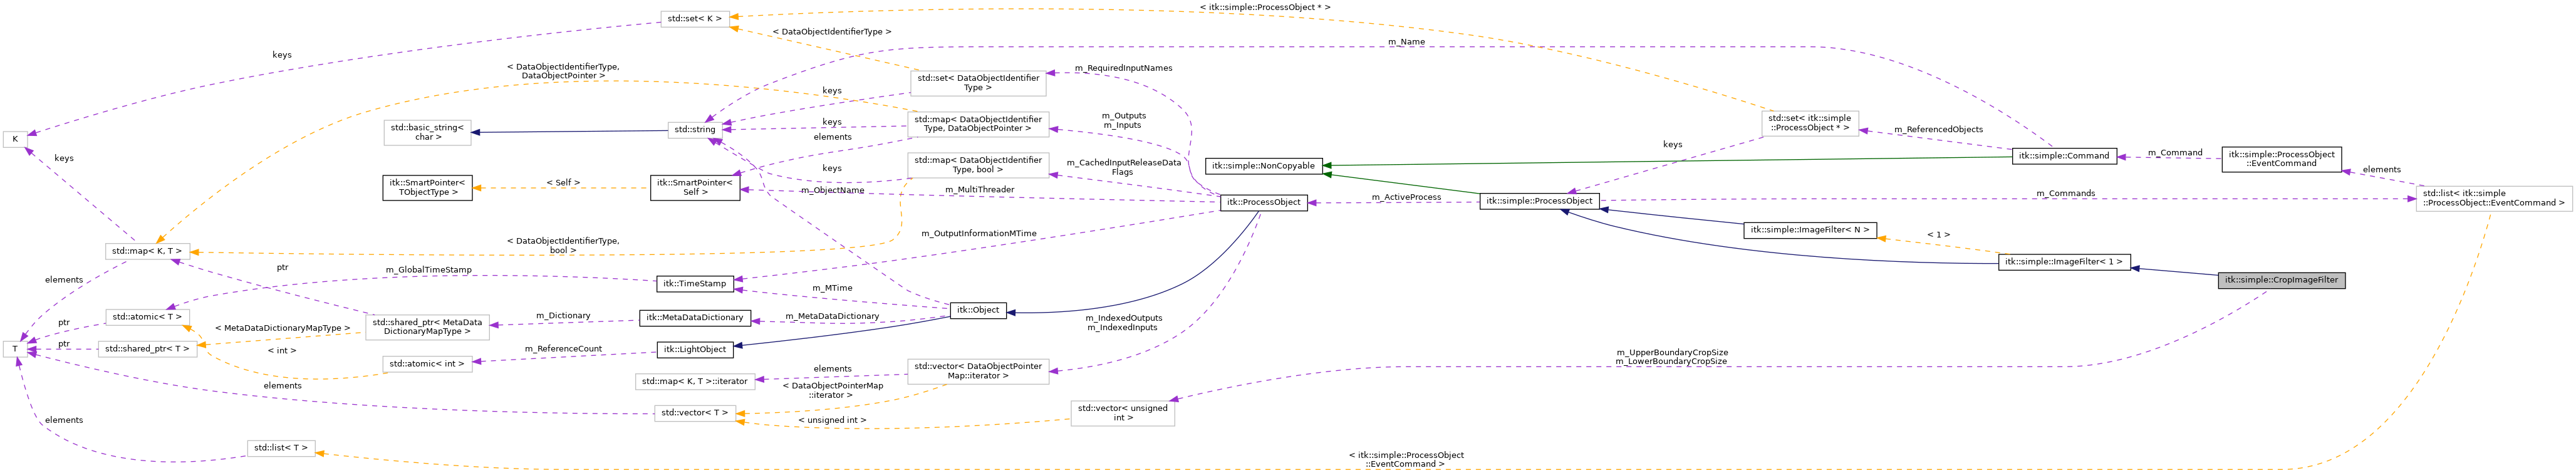 < itk::simple::ProcessObject * >
std::set< K >
< DataObjectIdentifierType >
m_Name
keys
< DataObjectIdentifierType,
DataObjectPointer >
m_RequiredInputNames
std::set< DataObjectIdentifier
Type >
keys
m_Outputs
m_Inputs
std::set< itk::simple
::ProcessObject * >
std::map< DataObjectIdentifier
Type, DataObjectPointer >
keys
std::basic_string<
char >
std::string
m_ReferencedObjects
K
elements
keys
m_Command
itk::simple::ProcessObject
::EventCommand
itk::simple::Command
keys
std::map< DataObjectIdentifier
Type, bool >
m_CachedInputReleaseData
Flags
itk::simple::NonCopyable
keys
elements
itk::SmartPointer<
TObjectType >
< Self >
itk::SmartPointer<
Self >
m_ObjectName
m_MultiThreader
itk::ProcessObject
m_ActiveProcess
itk::simple::ProcessObject
m_Commands
std::list< itk::simple
::ProcessObject::EventCommand >
m_OutputInformationMTime
itk::simple::ImageFilter< N >
< 1 >
std::map< K, T >
< DataObjectIdentifierType,
bool >
itk::simple::ImageFilter< 1 >
ptr
m_GlobalTimeStamp
elements
itk::TimeStamp
m_MTime
itk::simple::CropImageFilter
itk::Object
std::atomic< T >
ptr
std::shared_ptr< MetaData
DictionaryMapType >
m_Dictionary
itk::MetaDataDictionary
m_MetaDataDictionary
m_IndexedOutputs
m_IndexedInputs
< MetaDataDictionaryMapType >
T
ptr
std::shared_ptr< T >
< int >
m_ReferenceCount
itk::LightObject
m_UpperBoundaryCropSize
m_LowerBoundaryCropSize
std::atomic< int >
elements
std::vector< DataObjectPointer
Map::iterator >
std::map< K, T >::iterator
elements
< DataObjectPointerMap
::iterator >
std::vector< T >
< unsigned int >
std::vector< unsigned
int >
elements
std::list< T >
< itk::simple::ProcessObject
::EventCommand >